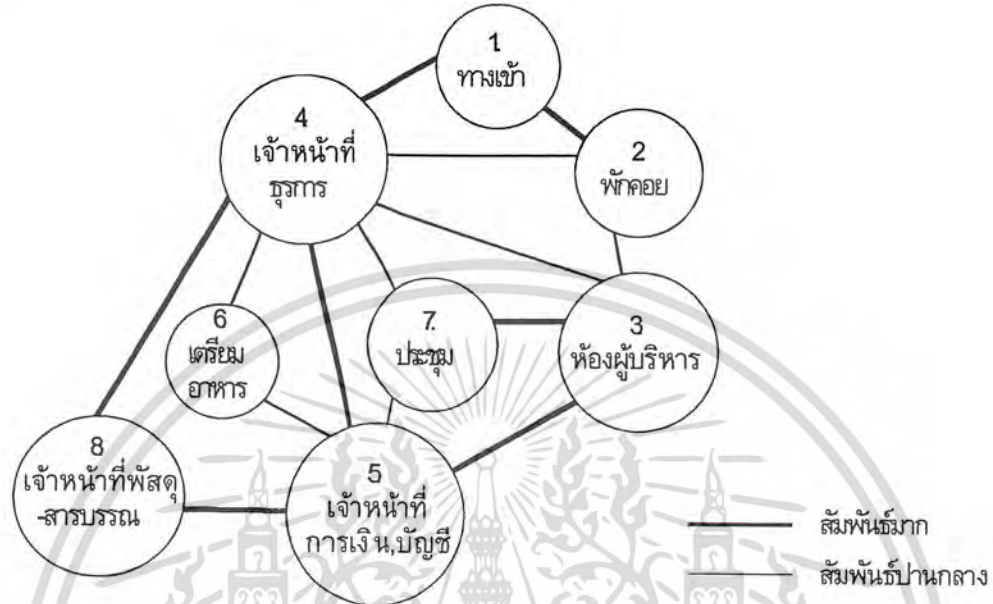 1
ทางเข้า
4
เจ้าหน้าที่
ธุรการ
2
พักคอย
6
เตรียม
อาหาร
7.
ประชุม
3
ห้องผู้บริหาร
8
เจ้าหน้าที่พัสดุ
-สารบรรณ
5
เจ้าหน้าที่
การเงิน,บัญชี
สัมพันธ์มาก
สัมพันธ์ปานกลาง